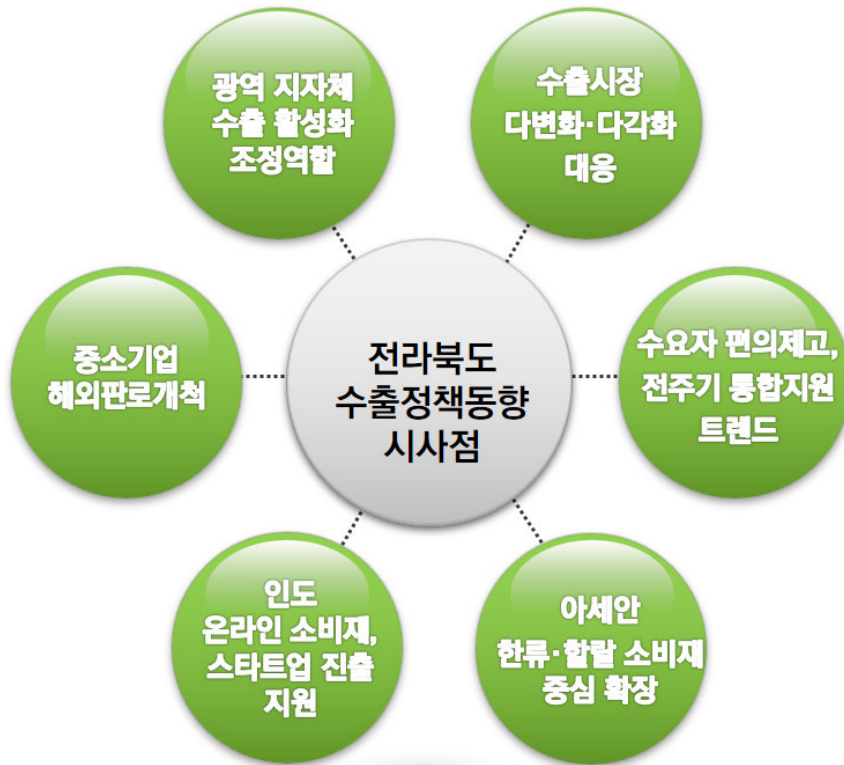 광역 지자체
수출 활성화
조정역할
수출시장
다변화·다각화
대응
중소기업
해외판로개척
전라북도
수출정책동향
시사점
수요자 편의제고,
전주기 통합지원
트렌드
인도
온라인 소비재,
스타트업 진출
지원
아세안
한류·할랄 소비재
중심 확장